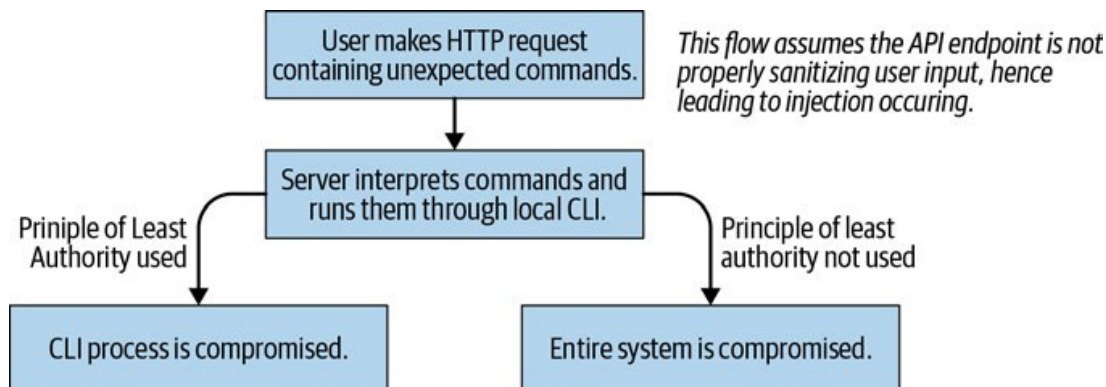 User makes HTTP request
containing unexpected commands.
This flow assumes the API endpoint is not
properly sanitizing user input, hence
leading to injection occuring.
Server interprets commands and
runs them through local CLI.
Priniple of Least
Authority used
Principle of least
authority not used
CLI process is compromised.
Entire system is compromised.